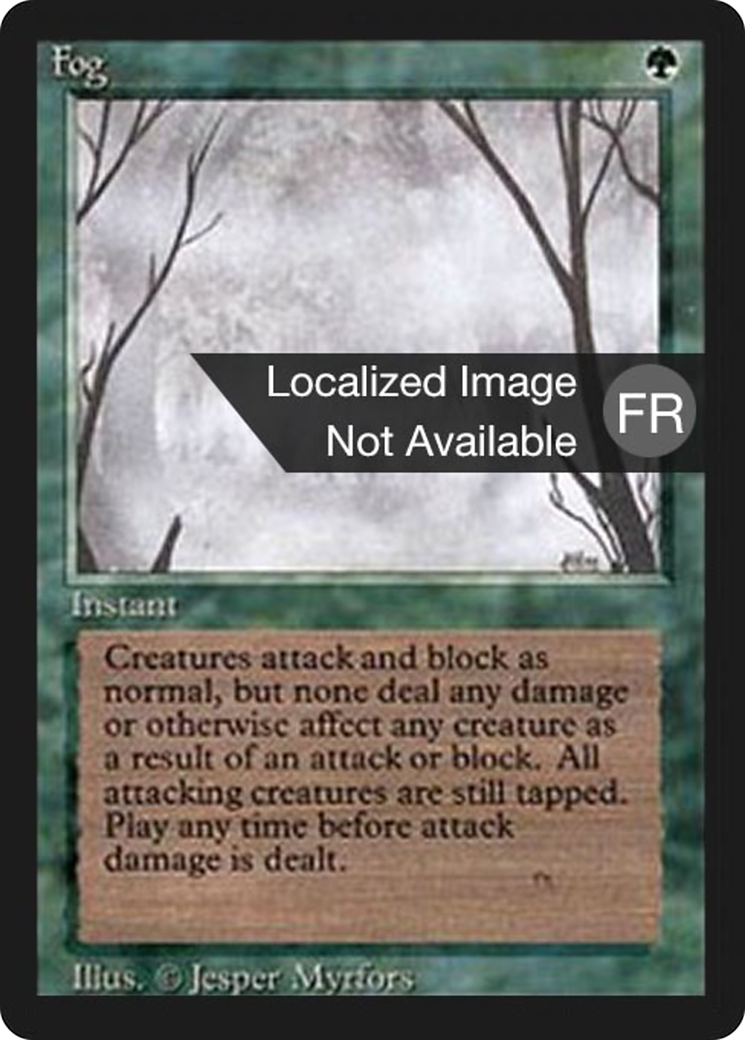 Fog
Localized Image
Not Available
FR
Instant
Creatures attack and block as
normal, but none deal any damage
or otherwise affect any creature as
a result of an attack or block. All
attacking creatures are still tapped.
Play any time before attack
damage is dealt.
Illus. © Jesper Myrfors